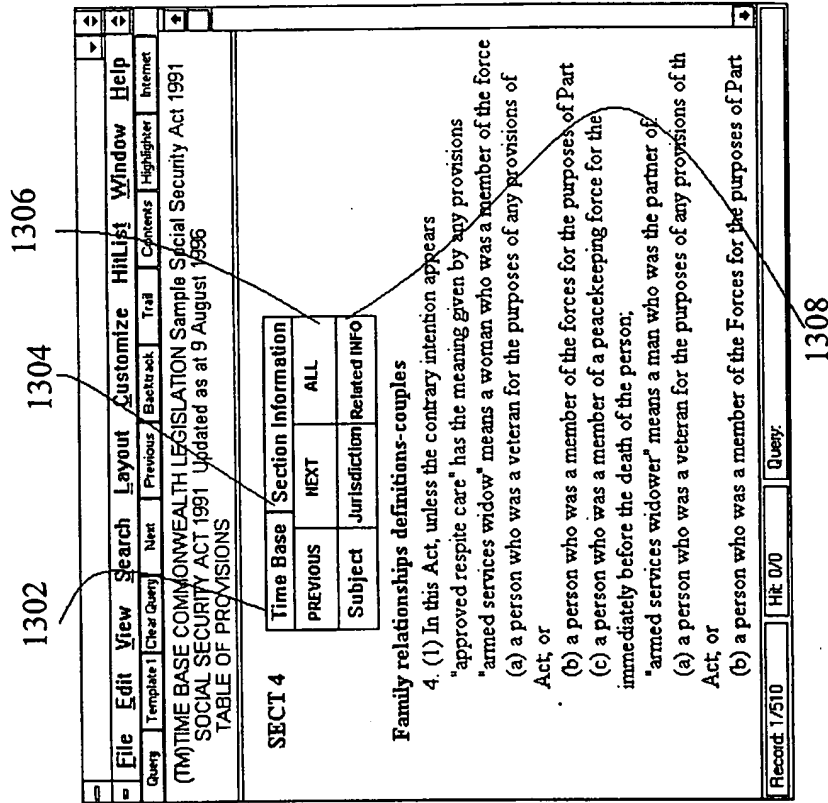 File Edit View Search Layout Customize HitList Window Help
Query Template 1 Clear Query Next Previous Backtrack Trail Contents Highlighter Internet
(TM)TIME BASE COMMONWEALTH LEGISLATION Sample Social Security Act 1991
SOCIAL SECURITY ACT 1991 Updated as at 9 August 1996
TABLE OF PROVISIONS
1302
1304
1306
SECT 4
Time Base Section Information
PREVIOUS NEXT ALL
Subject Jurisdiction Related INFO
Family relationships definitions-couples
4. (1) In this Act, unless the contrary intention appears
"approved respite care" has the meaning given by any provisions
"armed services widow" means a woman who was a member of the force
(a) a person who was a veteran for the purposes of any provisions of
Act; or
(b) a person who was a member of the forces for the purposes of Part
(c) a person who was a member of a peacekeeping force for the
immediately before the death of the person;
"armed services widower" means a man who was the partner of:
(a) a person who was a veteran for the purposes of any provisions of th
Act; or
(b) a person who was a member of the Forces for the purposes of Part
Record: 1/510 Hit: 0/0 Query:
1308